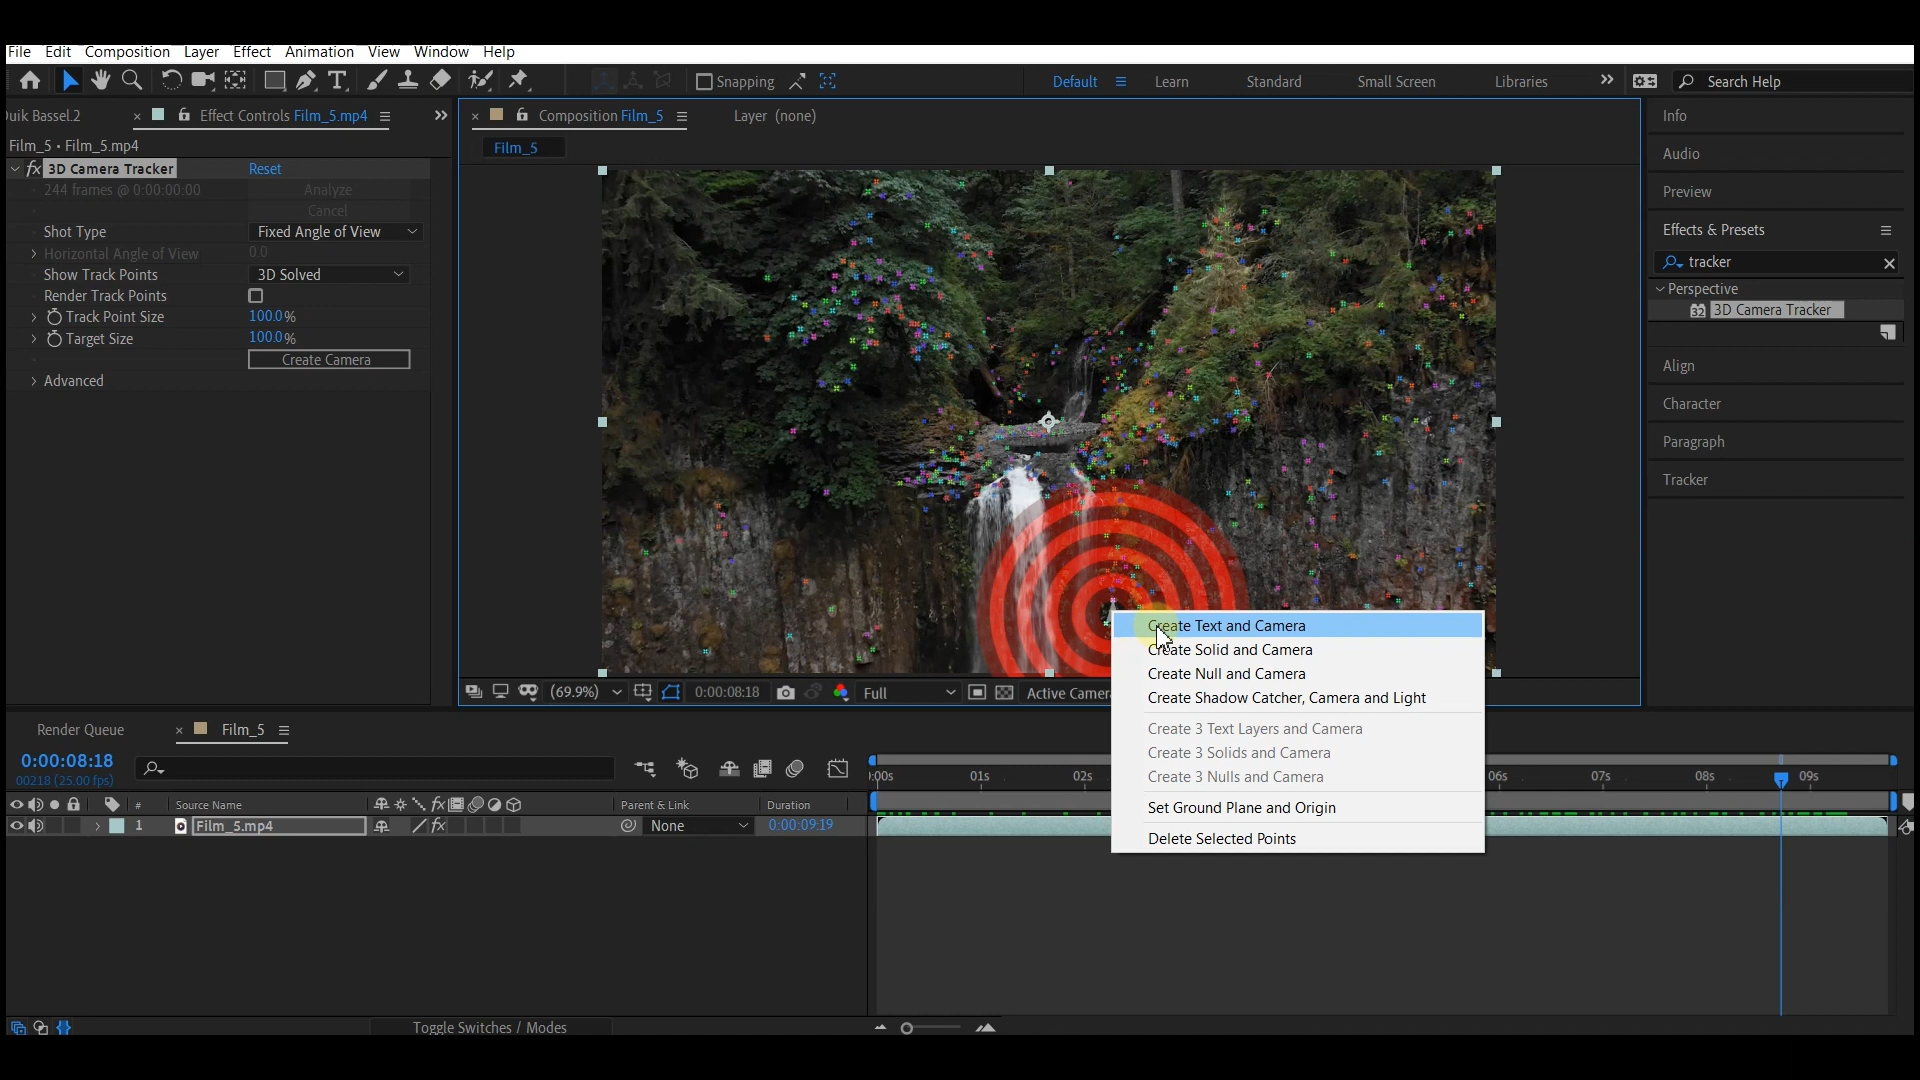 File Edit Composition Layer Effect Animation View Window Help
Snapping
Default
Learn
Standard
Small Screen
Libraries
Search Help
Duik Bassel.2
Effect Controls Film_5.mp4
Film_5 • Film_5.mp4
fx 3D Camera Tracker Reset
244 frames @ 0:00:00:00 Analyze
Cancel
Shot Type Fixed Angle of View
Horizontal Angle of View 0.0
Show Track Points 3D Solved
Render Track Points
Track Point Size 100.0%
Target Size 100.0%
Create Camera
Advanced
Composition Film_5
Layer (none)
Film_5
(69.9%) 0:00:08:18 Full Active Camera
Create Text and Camera
Create Solid and Camera
Create Null and Camera
Create Shadow Catcher, Camera and Light
Create 3 Text Layers and Camera
Create 3 Solids and Camera
Create 3 Nulls and Camera
Set Ground Plane and Origin
Delete Selected Points
Info
Audio
Preview
Effects & Presets
tracker
Perspective
32 3D Camera Tracker
Align
Character
Paragraph
Tracker
Render Queue
Film_5
0:00:08:18
00218 (25.00 fps)
:00s 01s 02s 06s 07s 08s 09s
# Source Name fx Parent & Link Duration
1 Film_5.mp4 fx None 0:00:09:19
Toggle Switches / Modes